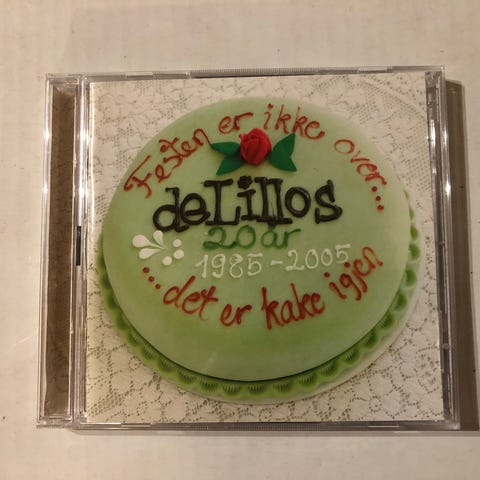 Festen er ikke over...
deLillos
20 år
1985-2005
...det er kake igjen